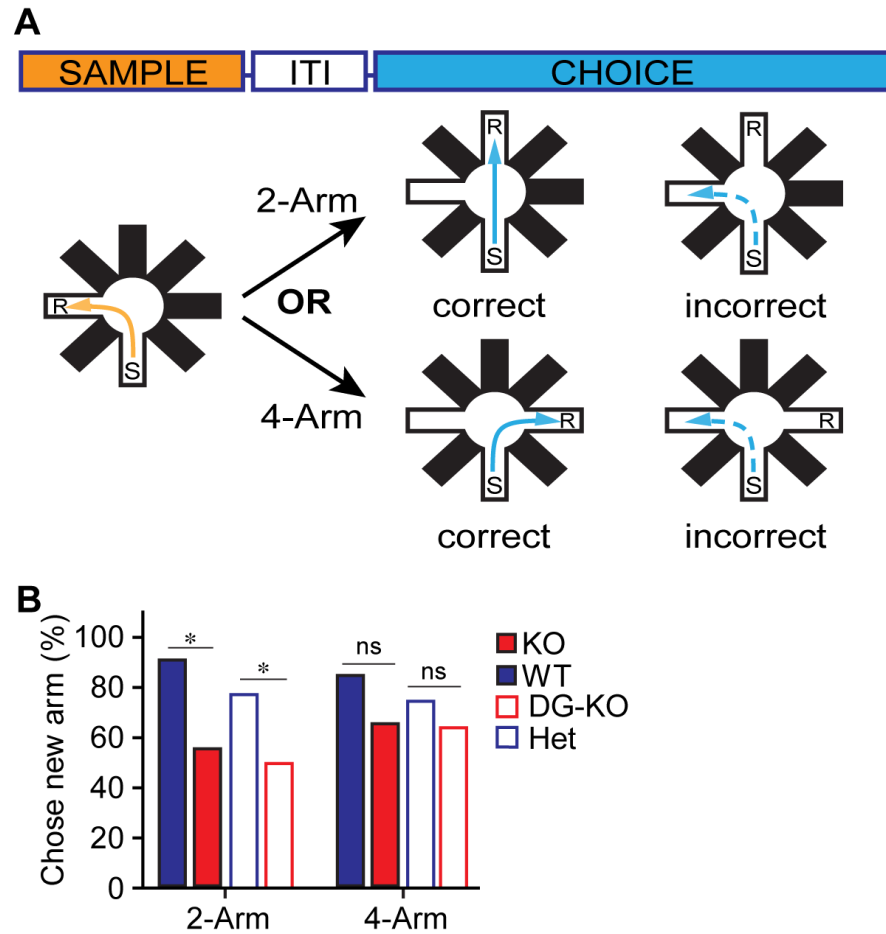 A
SAMPLE ITI CHOICE
R S
2-Arm
OR
4-Arm
R S
correct
R S
incorrect
R S
correct
R S
incorrect
B
Chose new arm (%)
100
80
60
40
20
0
* *
ns ns
2-Arm 4-Arm
KO
WT
DG-KO
Het